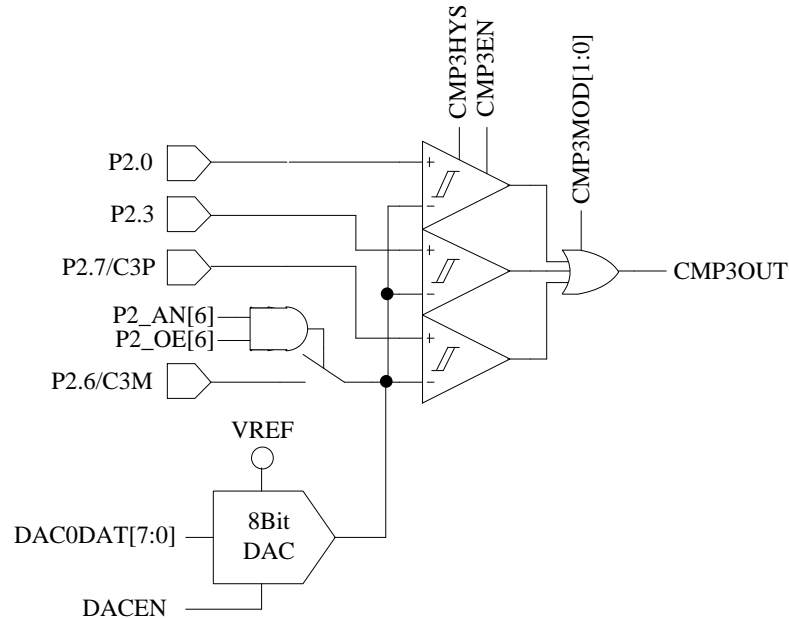 CMP3HYS
CMP3EN
CMP3MOD[1:0]
P2.0
+
-
P2.3
+
-
P2.7/C3P
+
-
CMP3OUT
P2_AN[6]
P2_OE[6]
P2.6/C3M
VREF
8Bit
DAC
DAC0DAT[7:0]
DACEN